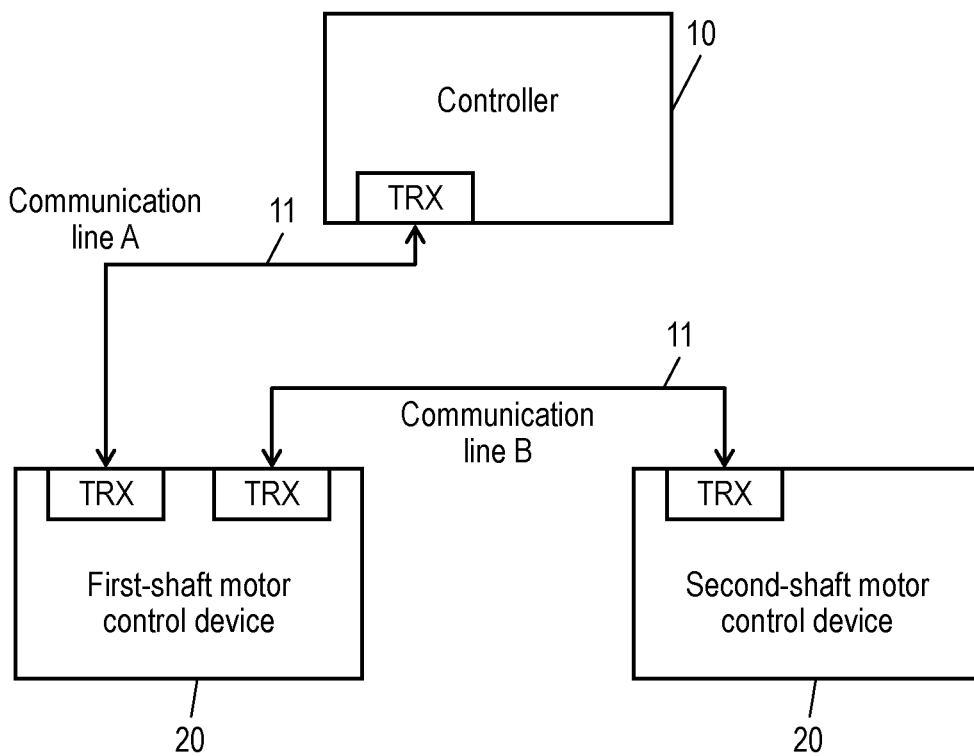 10
Controller
TRX
Communication
line A
11
11
Communication
line B
TRX
TRX
TRX
First-shaft motor
control device
Second-shaft motor
control device
20
20